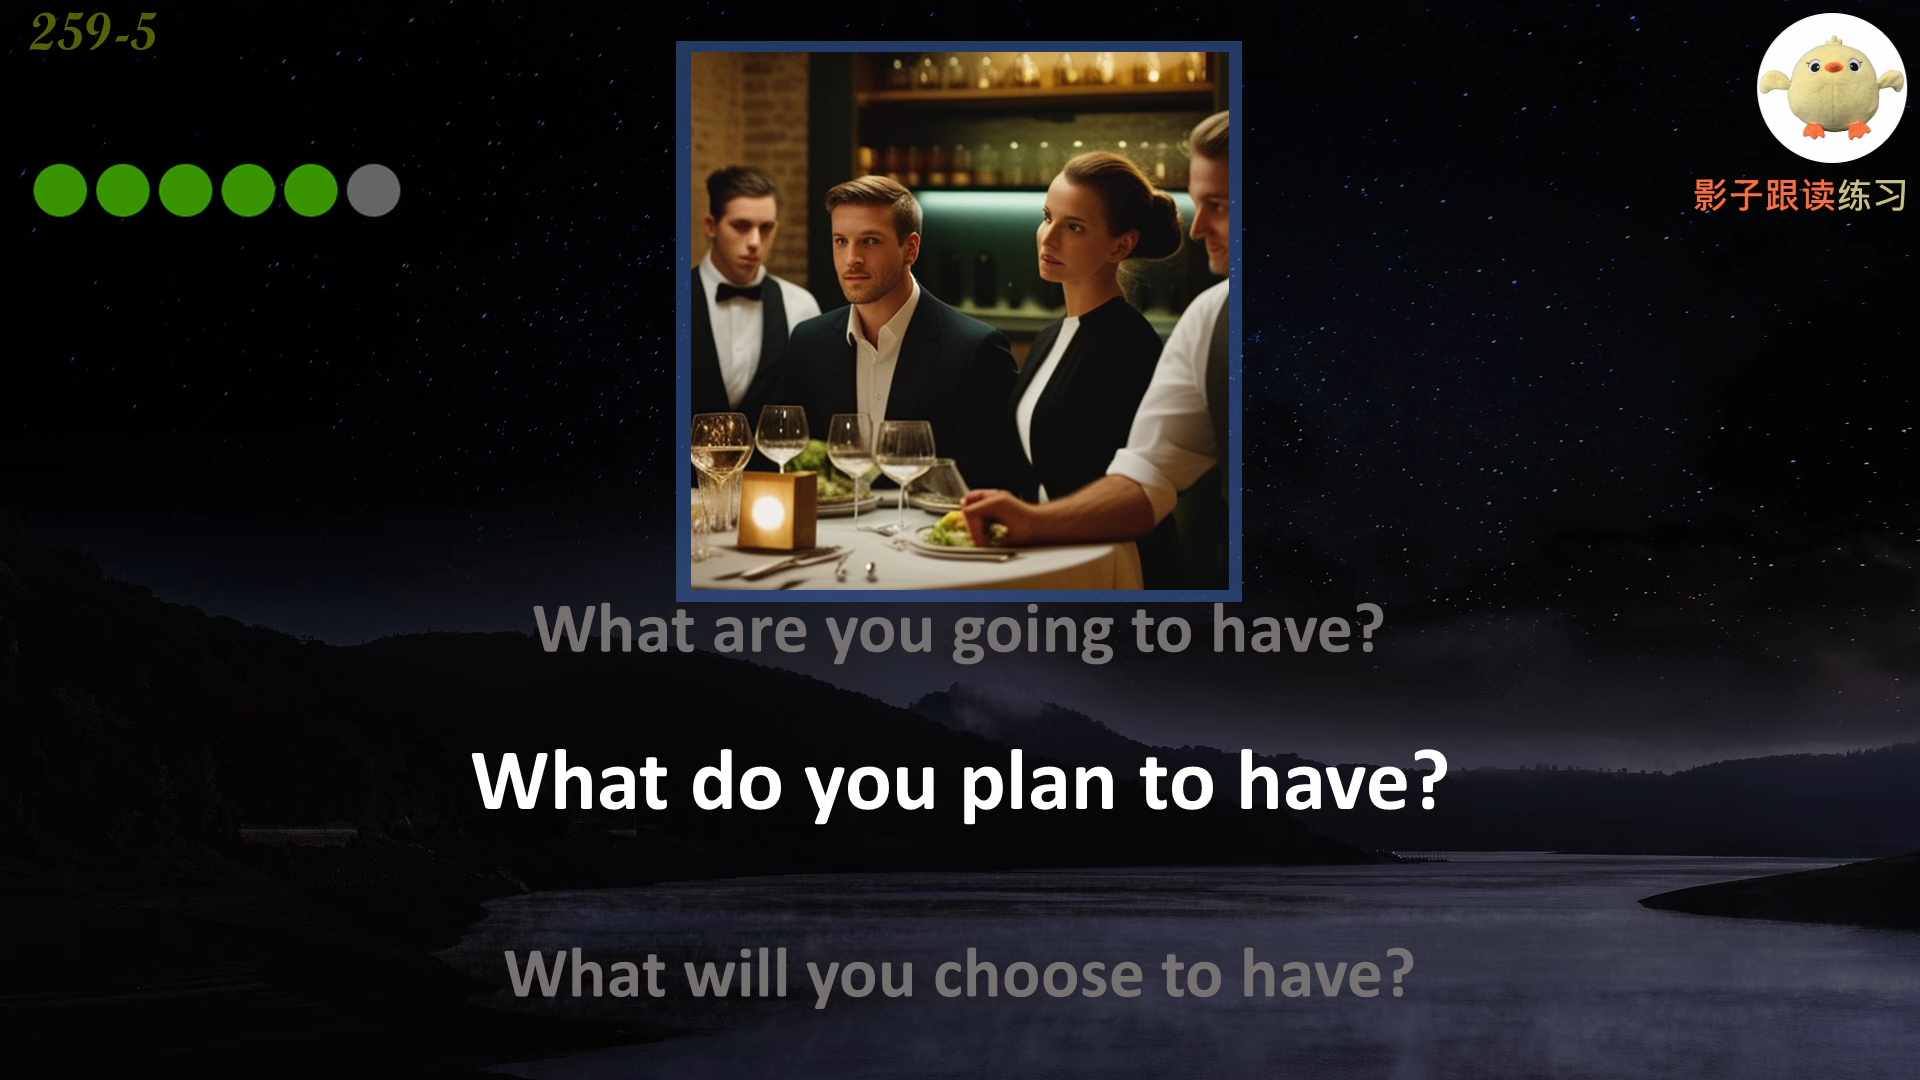 259-5
影子跟读练习
What are you going to have?
What do you plan to have?
What will you choose to have?